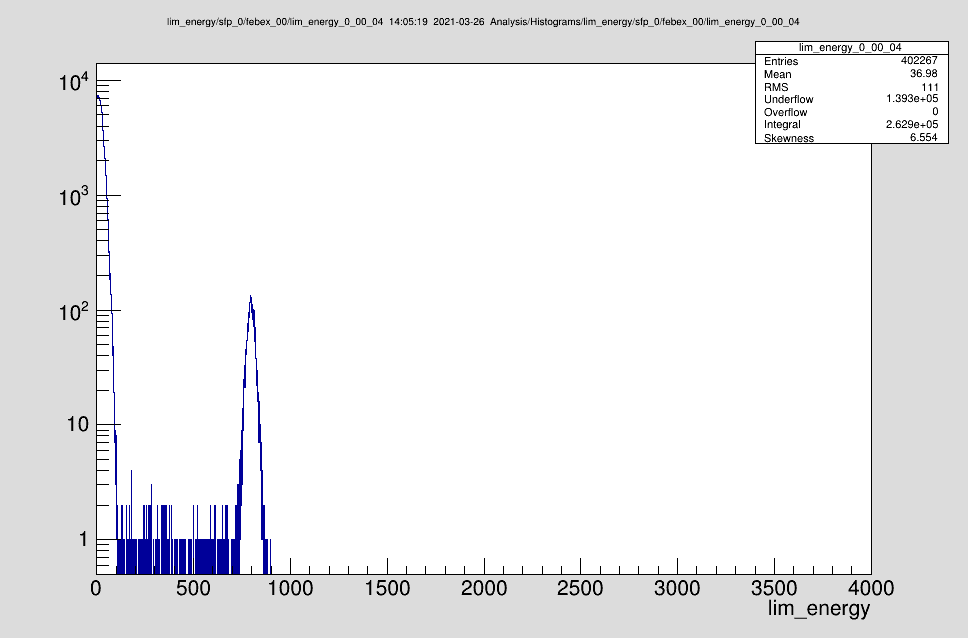 lim_energy/sfp_0/febex_00/lim_energy_0_00_04 14:05:19 2021-03-26 Analysis/Histograms/lim_energy/sfp_0/febex_00/lim_energy_0_00_04
lim_energy_0_00_04
Entries 402267
Mean 36.98
RMS 111
Underflow 1.393e+05
Overflow 0
Integral 2.629e+05
Skewness 6.554
10^4
10^3
10^2
10
1
0 500 1000 1500 2000 2500 3000 3500 4000
lim_energy